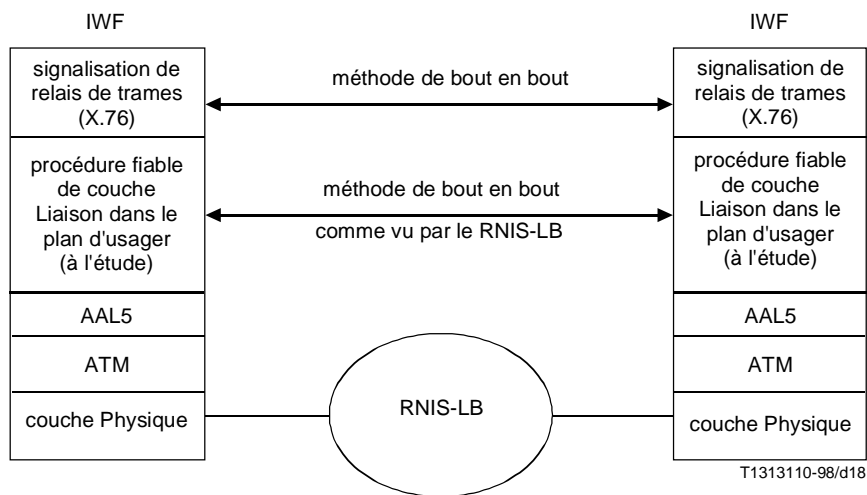 IWF
signalisation de
relais de trames
(X.76)
procédure fiable
de couche
Liaison dans le
plan d'usager
(à l'étude)
AAL5
ATM
couche Physique
méthode de bout en bout
méthode de bout en bout
comme vu par le RNIS-LB
RNIS-LB
IWF
signalisation de
relais de trames
(X.76)
procédure fiable
de couche
Liaison dans le
plan d'usager
(à l'étude)
AAL5
ATM
couche Physique
T1313110-98/d18